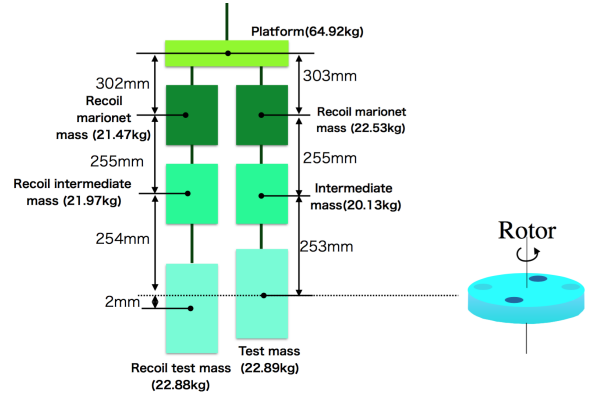 Platform(64.92kg)
302mm
303mm
Recoil
marionet
mass (21.47kg)
Recoil marionet
mass (22.53kg)
255mm
255mm
Recoil intermediate
mass (21.97kg)
Intermediate
mass(20.13kg)
254mm
253mm
Rotor
2mm
Recoil test mass
(22.88kg)
Test mass
(22.89kg)